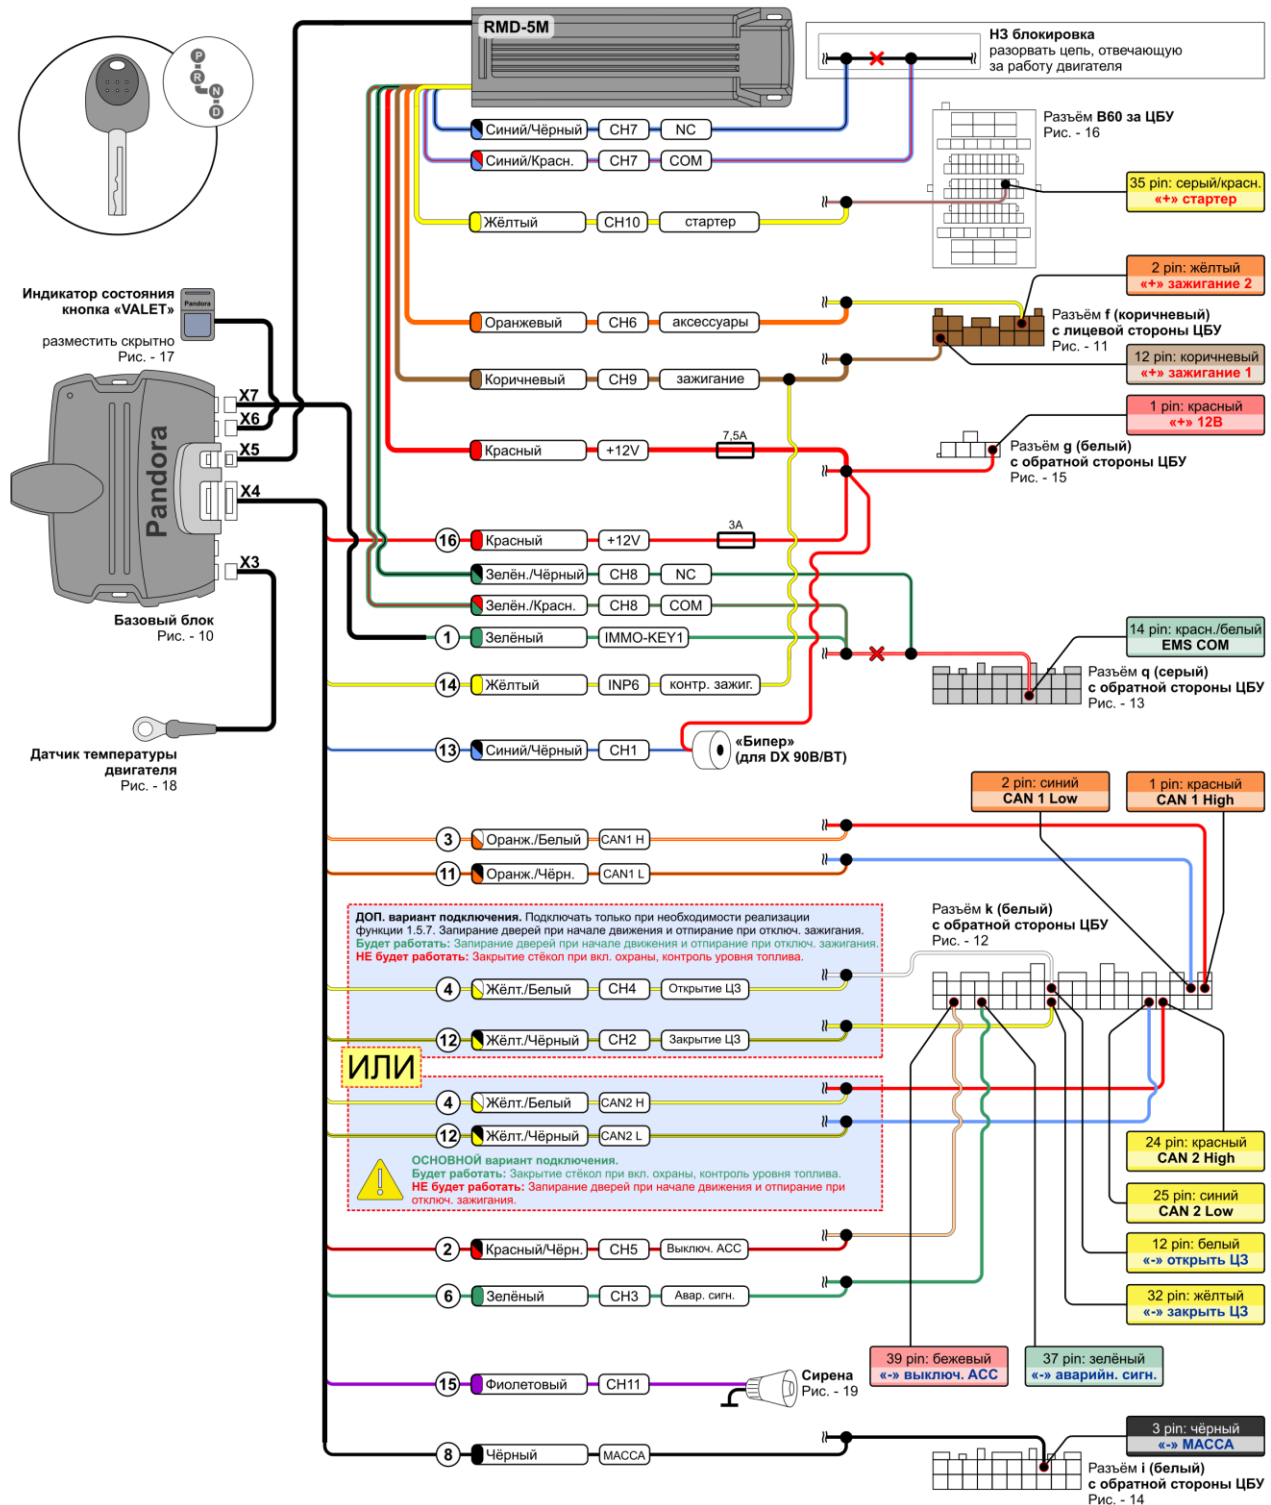 RMD-5M
НЗ блокировка
разорвать цепь, отвечающую
за работу двигателя
P
R
N
D
Синий/Чёрный CH7 NC
Синий/Красн. CH7 COM
Разъём B60 за ЦБУ
Рис. - 16
35 pin: серый/красн.
«+» стартер
Жёлтый CH10 стартер
2 pin: жёлтый
«+» зажигание 2
Индикатор состояния
кнопка «VALET»
Pandora
разместить скрытно
Рис. - 17
Оранжевый CH6 аксессуары
Разъём f (коричневый)
с лицевой стороны ЦБУ
Рис. - 11
12 pin: коричневый
«+» зажигание 1
Коричневый CH9 зажигание
1 pin: красный
«+» 12В
X7
X6
X5
X4
X3
Pandora
Красный +12V 7,5A
Разъём g (белый)
с обратной стороны ЦБУ
Рис. - 15
16 Красный +12V 3A
Зелён./Чёрный CH8 NC
Зелён./Красн. CH8 COM
Базовый блок
Рис. - 10
1 Зелёный IMMO-KEY1
14 pin: красн./белый
EMS COM
Разъём q (серый)
с обратной стороны ЦБУ
Рис. - 13
14 Жёлтый INP6 контр. зажиг.
13 Синий/Чёрный CH1
«Бипер»
(для DX 90B/BT)
Датчик температуры
двигателя
Рис. - 18
2 pin: синий
CAN 1 Low
1 pin: красный
CAN 1 High
3 Оранж./Белый CAN1 H
11 Оранж./Чёрн. CAN1 L
ДОП. вариант подключения. Подключать только при необходимости реализации
функции 1.5.7. Запирание дверей при начале движения и отпирание при отключ. зажигания.
Будет работать: Запирание дверей при начале движения и отпирание при отключ. зажигания.
НЕ будет работать: Закрытие стёкол при вкл. охраны, контроль уровня топлива.
Разъём k (белый)
с обратной стороны ЦБУ
Рис. - 12
4 Жёлт./Белый CH4 Открытие ЦЗ
12 Жёлт./Чёрный CH2 Закрытие ЦЗ
ИЛИ
4 Жёлт./Белый CAN2 H
12 Жёлт./Чёрный CAN2 L
ОСНОВНОЙ вариант подключения.
Будет работать: Закрытие стёкол при вкл. охраны, контроль уровня топлива.
НЕ будет работать: Запирание дверей при начале движения и отпирание при
отключ. зажигания.
24 pin: красный
CAN 2 High
25 pin: синий
CAN 2 Low
12 pin: белый
«-» открыть ЦЗ
32 pin: жёлтый
«-» закрыть ЦЗ
2 Красный/Чёрн. CH5 Выключ. ACC
6 Зелёный CH3 Авар. сигн.
39 pin: бежевый
«-» выключ. ACC
37 pin: зелёный
«-» аварийн. сигн.
15 Фиолетовый CH11
Сирена
Рис. - 19
8 Чёрный МАССА
3 pin: чёрный
«-» МАССА
Разъём i (белый)
с обратной стороны ЦБУ
Рис. - 14